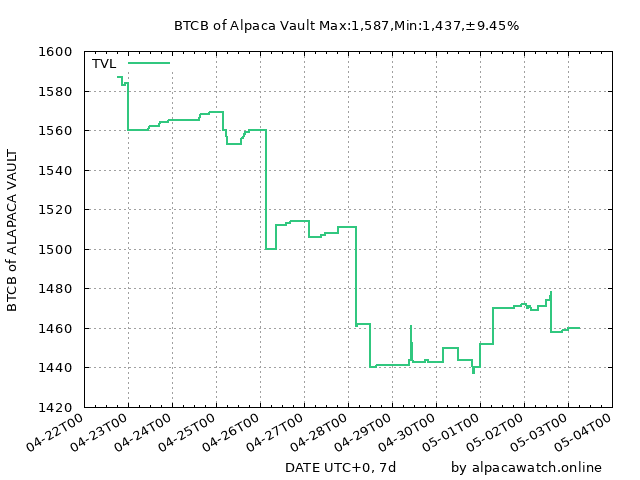 BTCB of Alpaca Vault Max:1,587,Min:1,437,±9.45%
TVL
1600
1580
1560
1540
1520
1500
1480
1460
1440
1420
BTCB of ALAPACA VAULT
04-22T00
04-23T00
04-24T00
04-25T00
04-26T00
04-27T00
04-28T00
04-29T00
04-30T00
05-01T00
05-02T00
05-03T00
05-04T00
DATE UTC+0, 7d
by alpacawatch.online